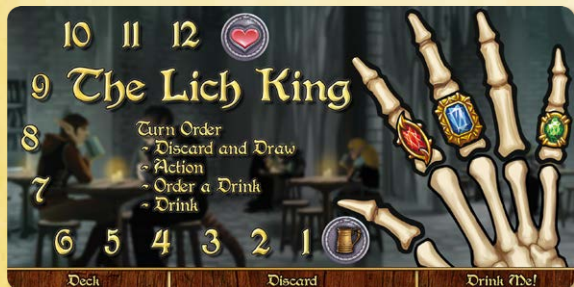 10 11 12
9 The Lich King
8
7
Turn Order
- Discard and Draw
- Action
- Order a Drink
- Drink
6 5 4 3 2 1
Deck Discard Drink Me!